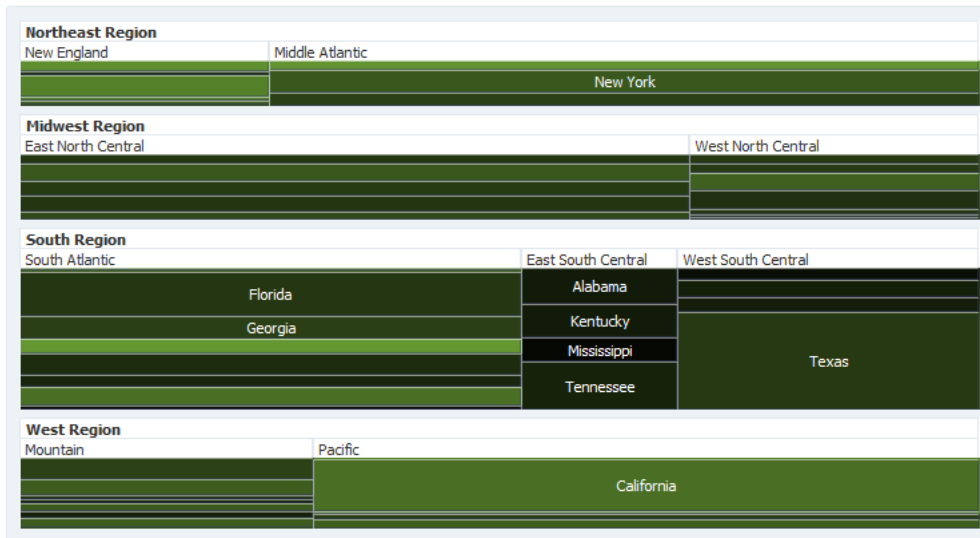 Northeast Region
New England Middle Atlantic
New York
Midwest Region
East North Central West North Central
South Region
South Atlantic East South Central West South Central
Florida
Georgia
Alabama
Kentucky
Mississippi
Tennessee
Texas
West Region
Mountain Pacific
California